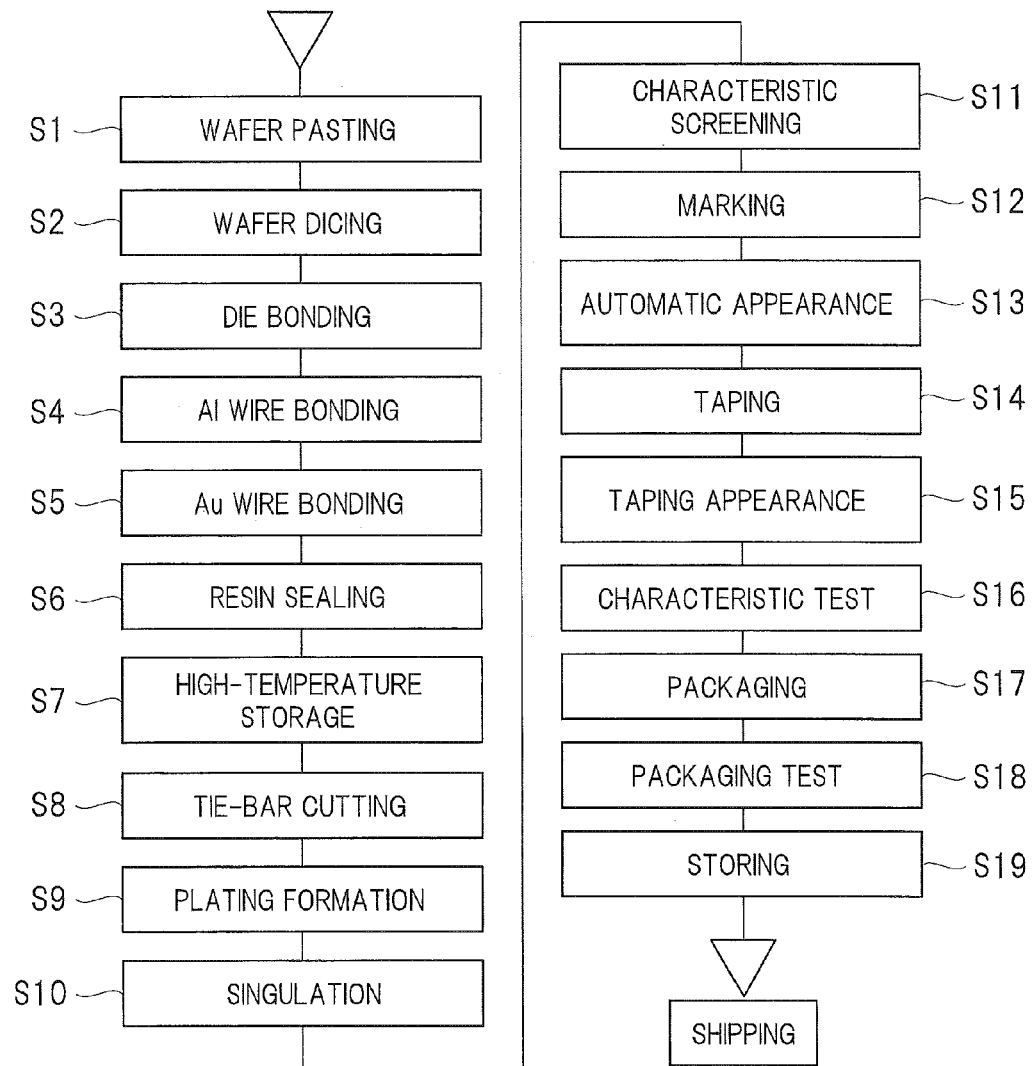 S1 WAFER PASTING
S2 WAFER DICING
S3 DIE BONDING
S4 Al WIRE BONDING
S5 Au WIRE BONDING
S6 RESIN SEALING
S7 HIGH-TEMPERATURE
STORAGE
S8 TIE-BAR CUTTING
S9 PLATING FORMATION
S10 SINGULATION
CHARACTERISTIC
SCREENING S11
MARKING S12
AUTOMATIC APPEARANCE S13
TAPING S14
TAPING APPEARANCE S15
CHARACTERISTIC TEST S16
PACKAGING S17
PACKAGING TEST S18
STORING S19
SHIPPING